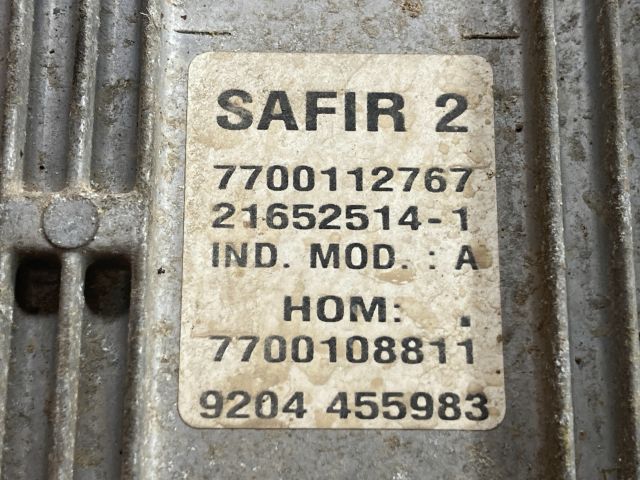 SAFIR 2
7700112767
21652514-1
IND. MOD. : A
HOM: .
7700108811
9204 455983